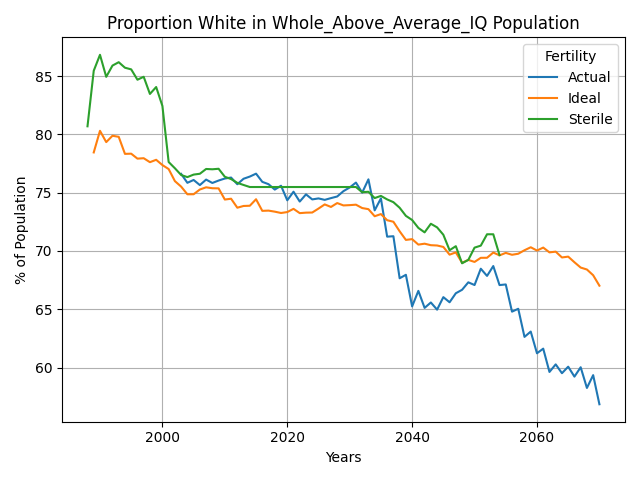 Proportion White in Whole_Above_Average_IQ Population
Fertility
Actual
Ideal
Sterile
% of Population
85
80
75
70
65
60
2000
2020
2040
2060
Years